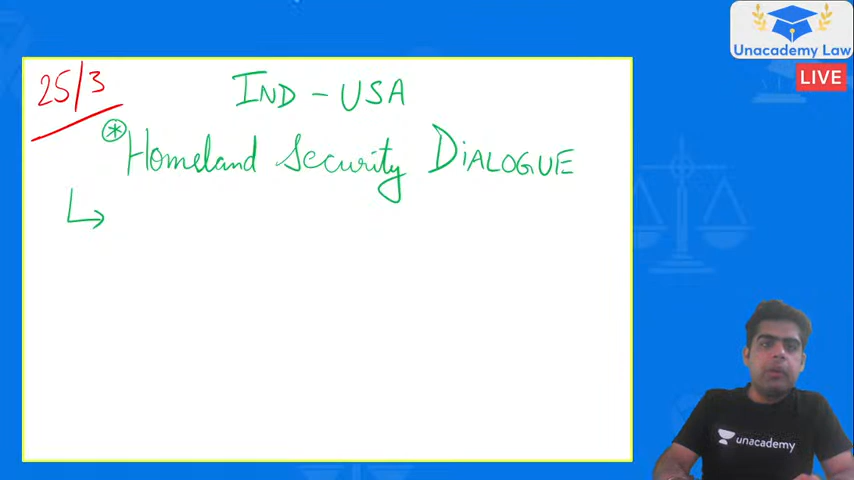 Unacademy Law
LIVE
25/3
IND - USA
* Homeland Security DIALOGUE
unacademy